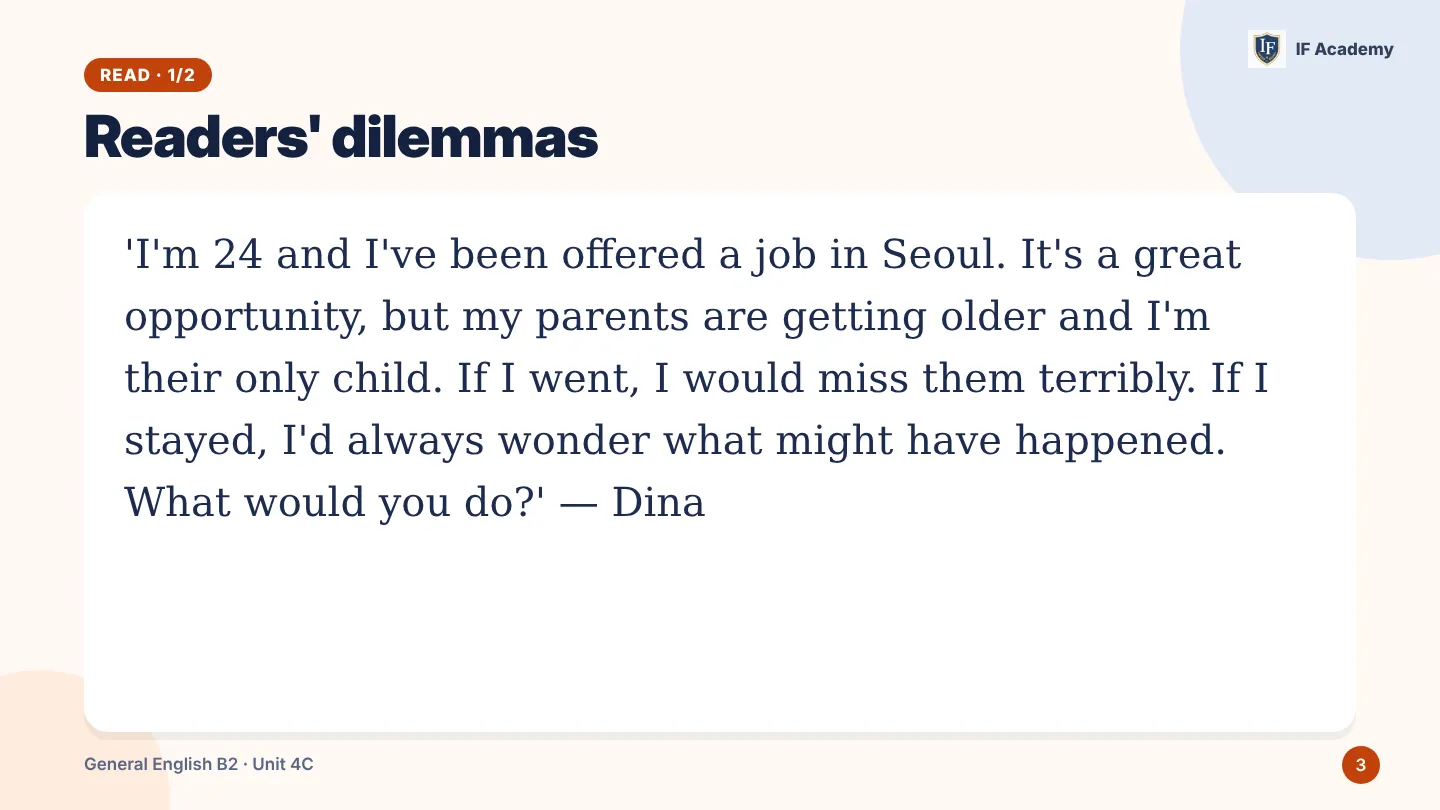 READ · 1/2
IF Academy
Readers' dilemmas
'I'm 24 and I've been offered a job in Seoul. It's a great
opportunity, but my parents are getting older and I'm
their only child. If I went, I would miss them terribly. If I
stayed, I'd always wonder what might have happened.
What would you do?' — Dina
General English B2 · Unit 4C
3